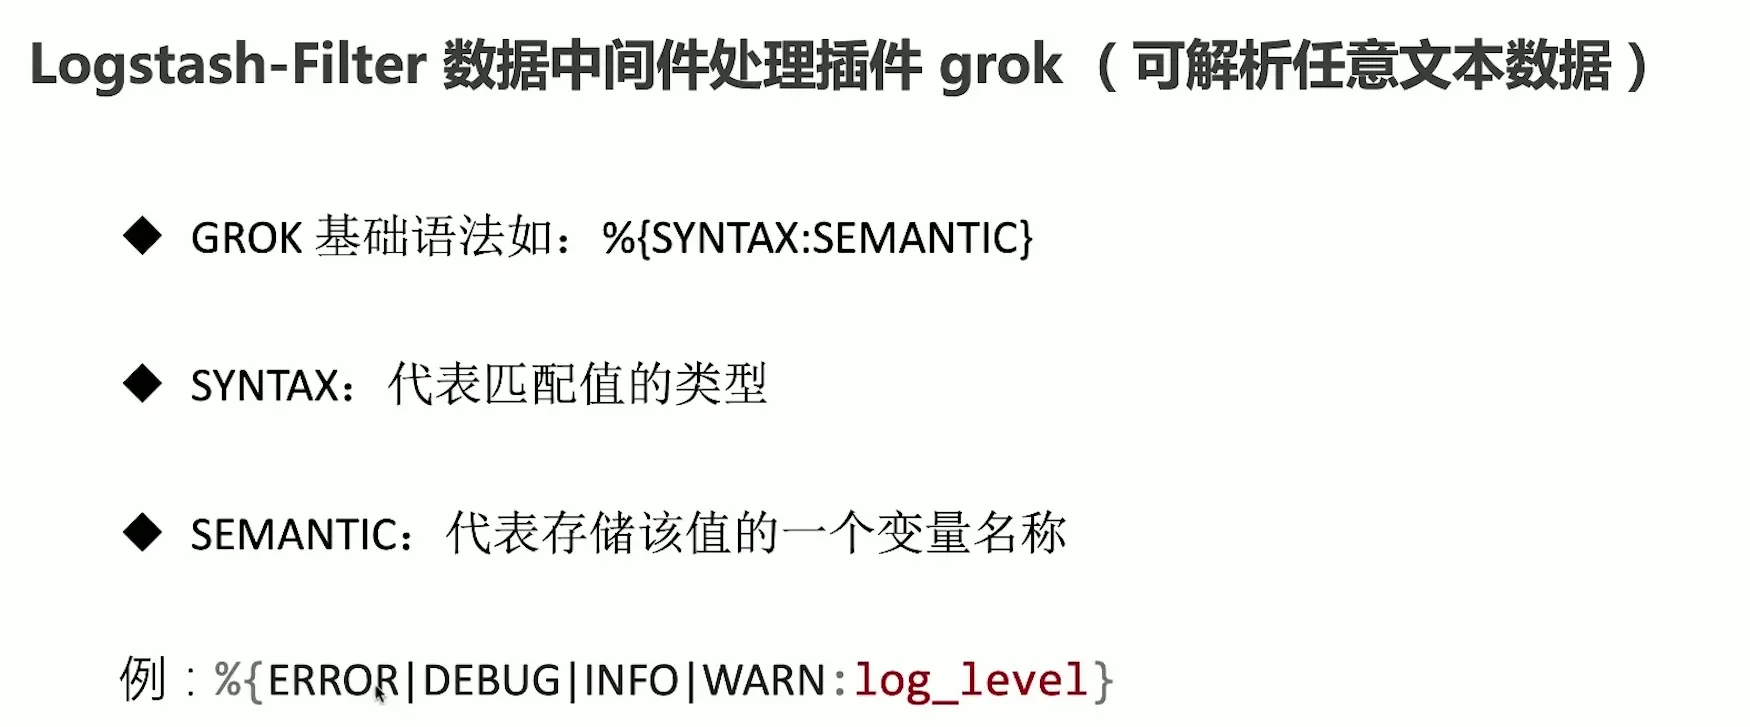 Logstash-Filter 数据中间件处理插件 grok（可解析任意文本数据）
◆ GROK 基础语法如：%{SYNTAX:SEMANTIC}
◆ SYNTAX：代表匹配值的类型
◆ SEMANTIC：代表存储该值的一个变量名称
例：%{ERROR|DEBUG|INFO|WARN:log_level}